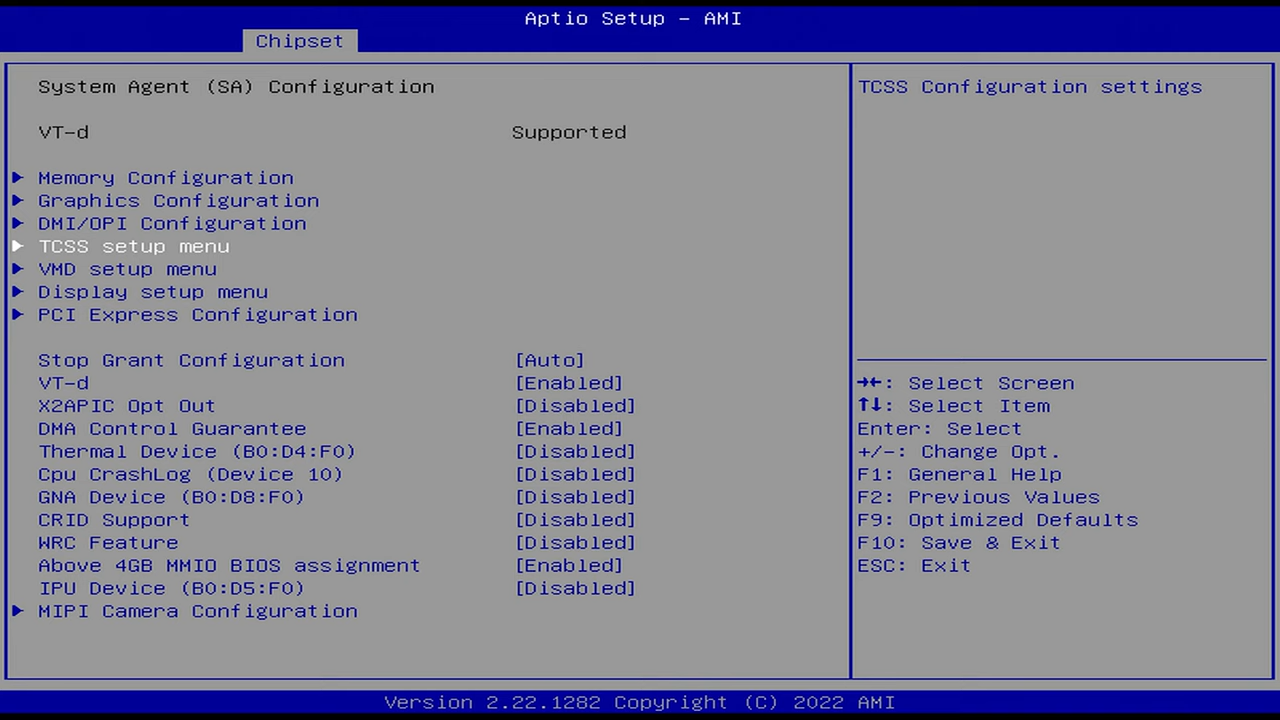 Aptio Setup – AMI
Chipset
System Agent (SA) Configuration
TCSS Configuration settings
VT-d Supported
Memory Configuration
Graphics Configuration
DMI/OPI Configuration
TCSS setup menu
VMD setup menu
Display setup menu
PCI Express Configuration
Stop Grant Configuration [Auto]
VT-d [Enabled]
X2APIC Opt Out [Disabled]
DMA Control Guarantee [Enabled]
Thermal Device (B0:D4:F0) [Disabled]
Cpu CrashLog (Device 10) [Disabled]
GNA Device (B0:D8:F0) [Disabled]
CRID Support [Disabled]
WRC Feature [Disabled]
Above 4GB MMIO BIOS assignment [Enabled]
IPU Device (B0:D5:F0) [Disabled]
MIPI Camera Configuration
→←: Select Screen
↑↓: Select Item
Enter: Select
+/-: Change Opt.
F1: General Help
F2: Previous Values
F9: Optimized Defaults
F10: Save & Exit
ESC: Exit
Version 2.22.1282 Copyright (C) 2022 AMI